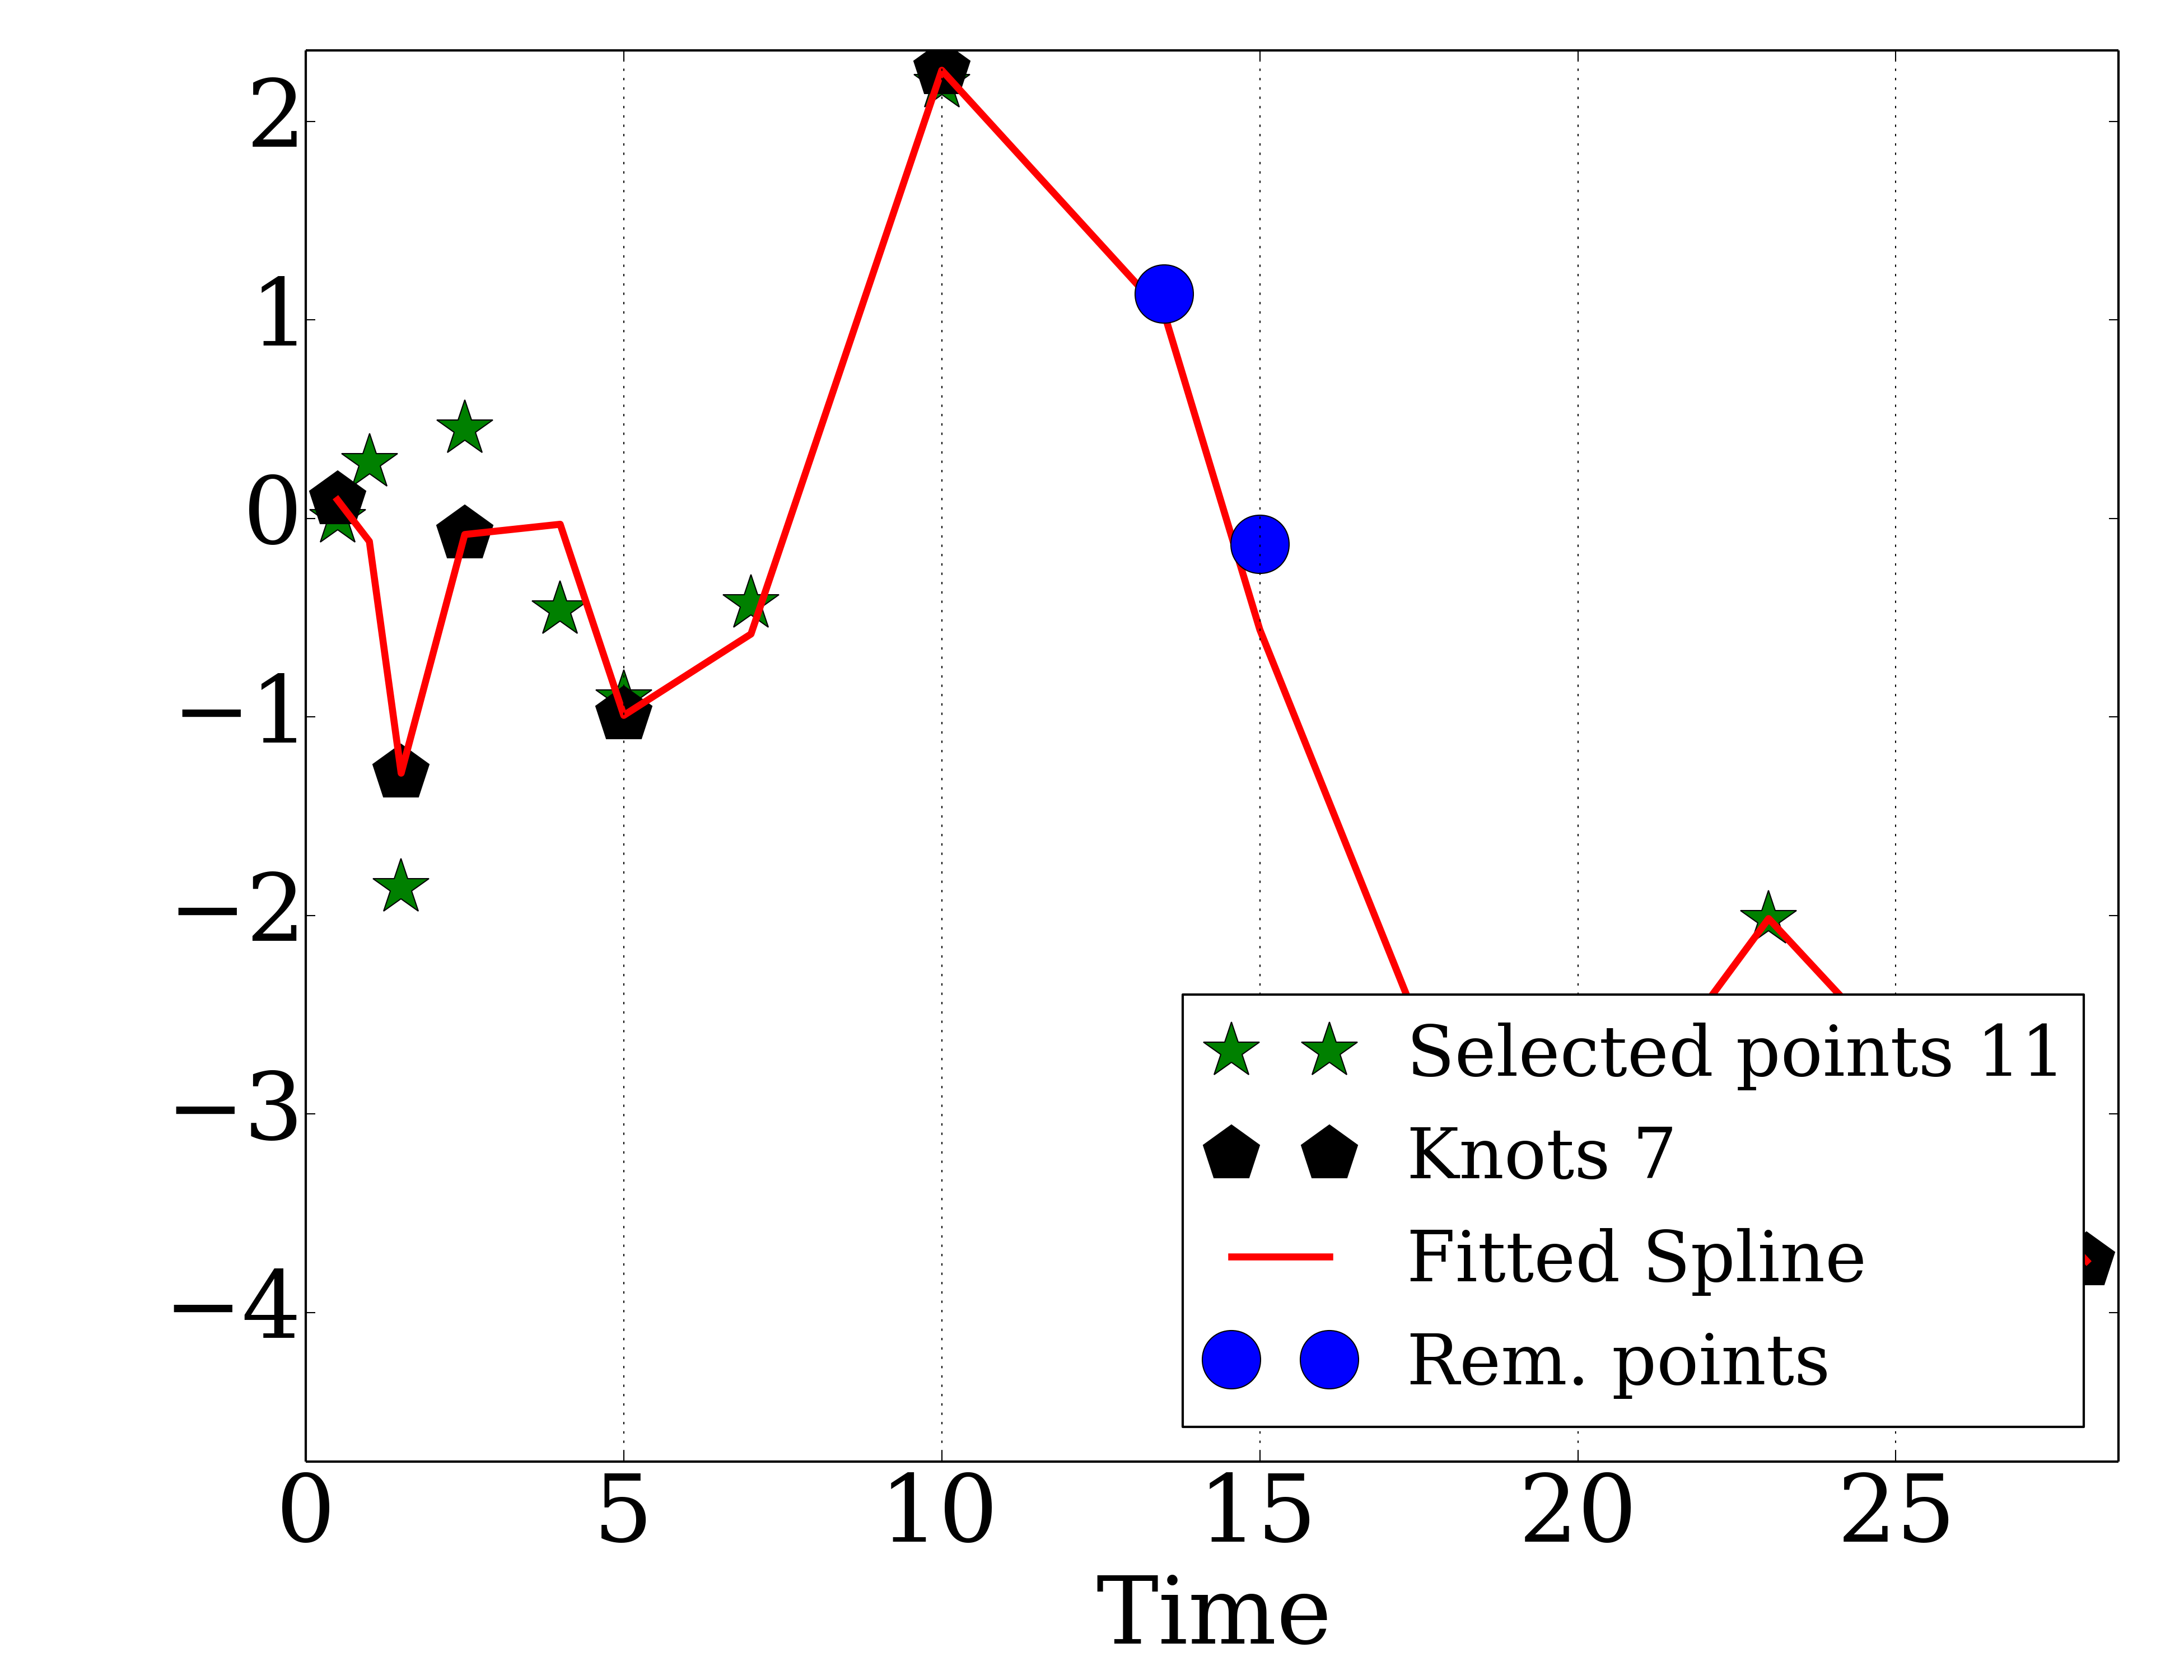 2
1
0
−1
−2
−3
−4
Selected points 11
Knots 7
Fitted Spline
Rem. points
0 5 10 15 20 25
Time